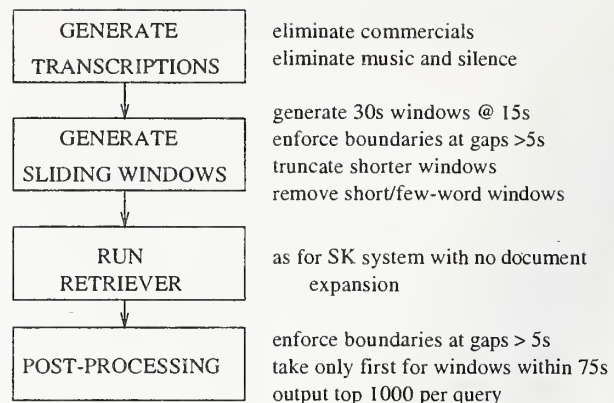 GENERATE
TRANSCRIPTIONS
eliminate commercials
eliminate music and silence
GENERATE
SLIDING WINDOWS
generate 30s windows @ 15s
enforce boundaries at gaps >5s
truncate shorter windows
remove short/few-word windows
RUN
RETRIEVER
as for SK system with no document
expansion
POST-PROCESSING
enforce boundaries at gaps > 5s
take only first for windows within 75s
output top 1000 per query